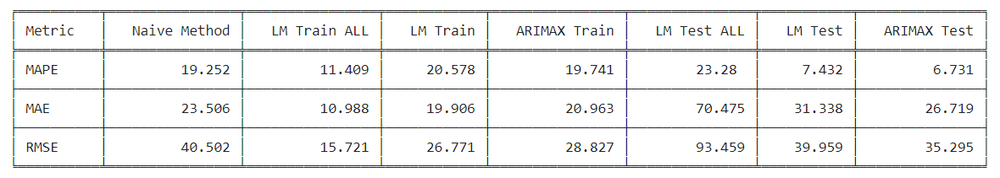 Metric Naive Method LM Train ALL LM Train ARIMAX Train LM Test ALL LM Test ARIMAX Test
MAPE 19.252 11.409 20.578 19.741 23.28 7.432 6.731
MAE 23.506 10.988 19.906 20.963 70.475 31.338 26.719
RMSE 40.502 15.721 26.771 28.827 93.459 39.959 35.295